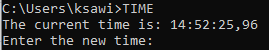 C:\Users\ksawi>TIME
The current time is: 14:52:25,96
Enter the new time: